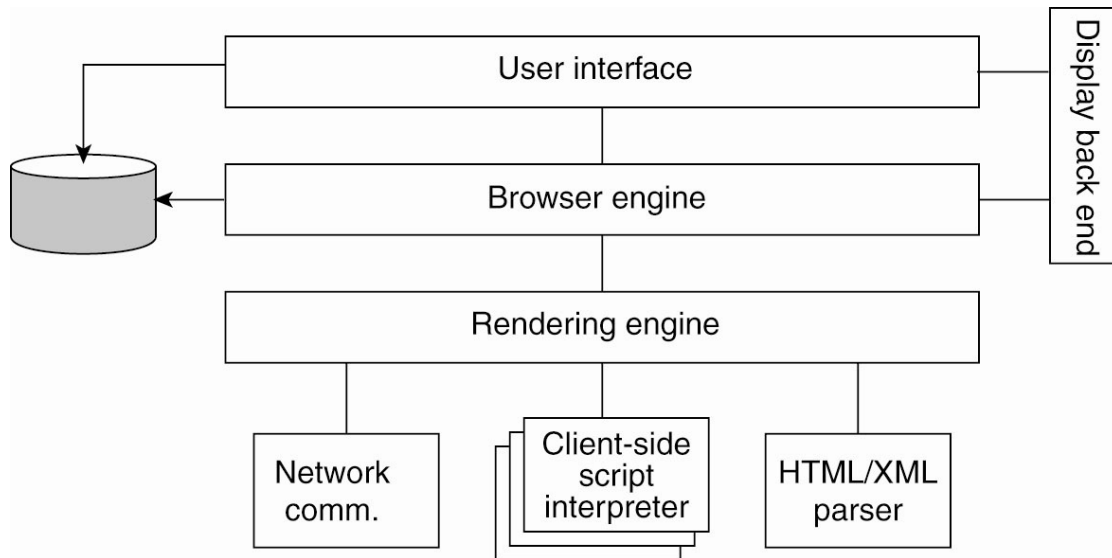 User interface
Display back end
Browser engine
Rendering engine
Network
comm.
Client-side
script
interpreter
HTML/XML
parser